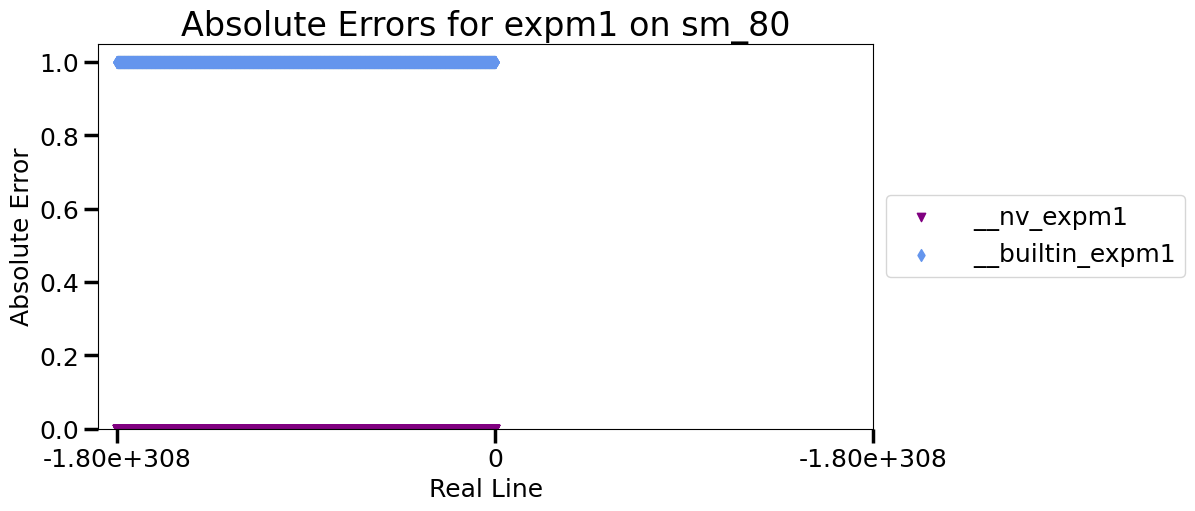 Absolute Errors for expm1 on sm_80
1.0
0.8
0.6
0.4
0.2
0.0
Absolute Error
-1.80e+308
0
-1.80e+308
Real Line
__nv_expm1
__builtin_expm1